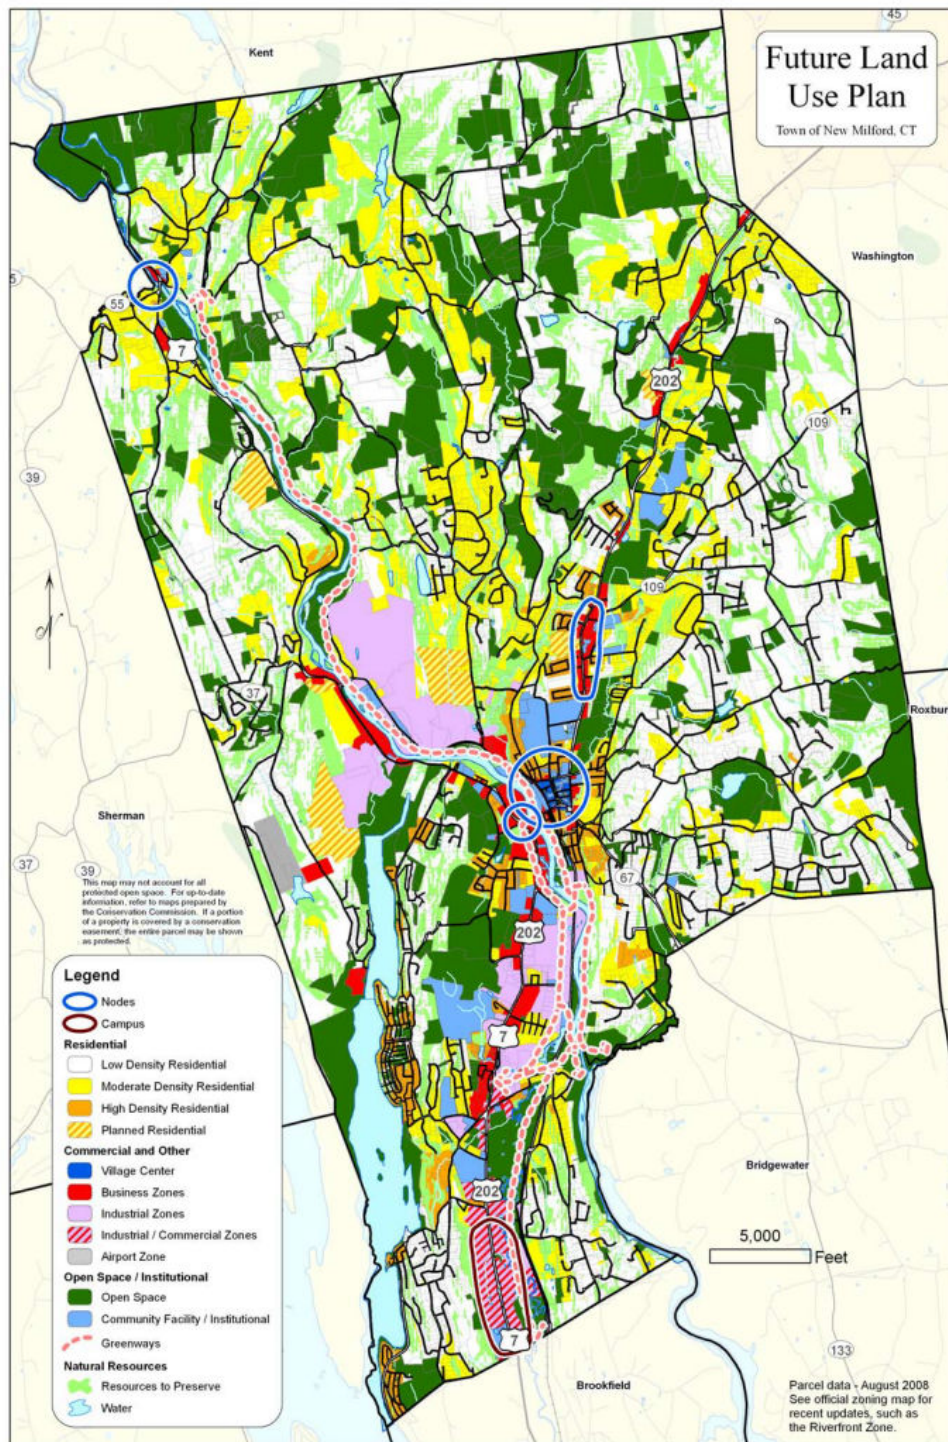 45
Kent
Future Land
Use Plan
Town of New Milford, CT
Washington
5
55
7
202
109
39
109
37
Roxbur
Sherman
37
39
67
This map may not account for all
protected open space. For up-to-date
information, refer to maps prepared by
the Conservation Commission. If a portion
of a property is covered by a conservation
easement, the entire parcel may be shown
as protected.
202
7
Legend
Nodes
Campus
Residential
Low Density Residential
Moderate Density Residential
High Density Residential
Planned Residential
Commercial and Other
Village Center
Business Zones
Industrial Zones
Industrial / Commercial Zones
Airport Zone
Open Space / Institutional
Open Space
Community Facility / Institutional
Greenways
Natural Resources
Resources to Preserve
Water
Bridgewater
202
5,000
Feet
7
133
Brookfield
Parcel data - August 2008
See official zoning map for
recent updates, such as
the Riverfront Zone.